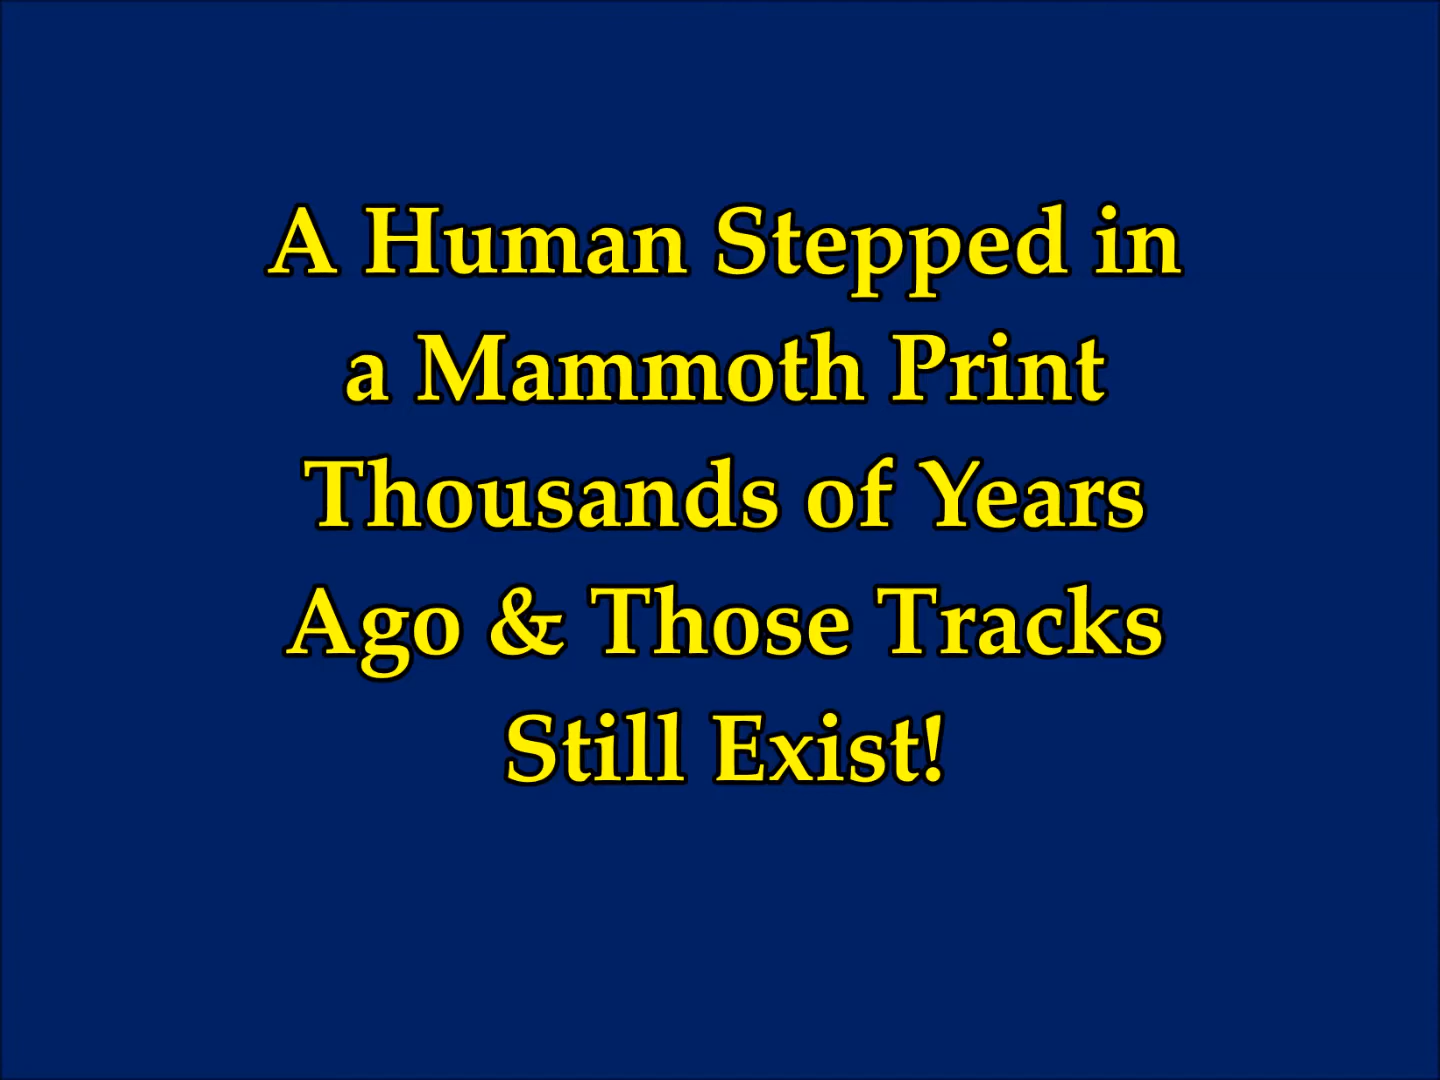 A Human Stepped in
a Mammoth Print
Thousands of Years
Ago & Those Tracks
Still Exist!